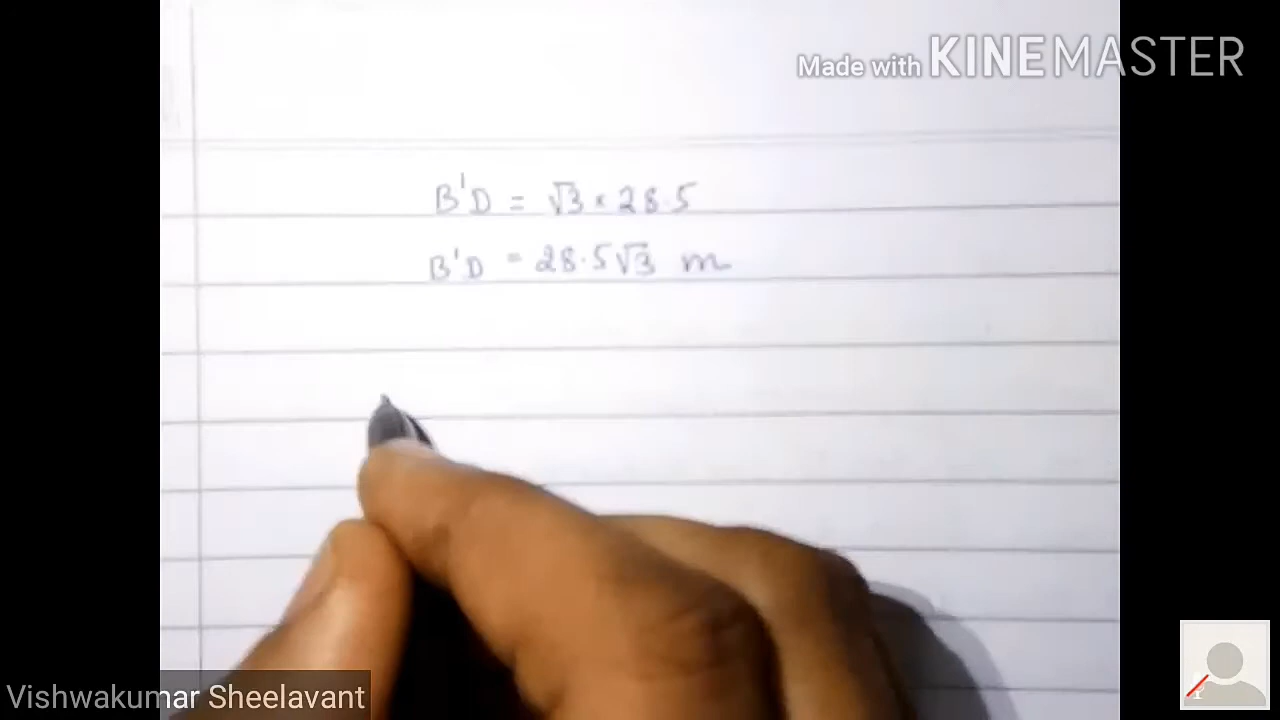 Made with KINEMASTER
B'D = √3 × 28.5
B'D = 28.5√3 m
Vishwakumar Sheelavant